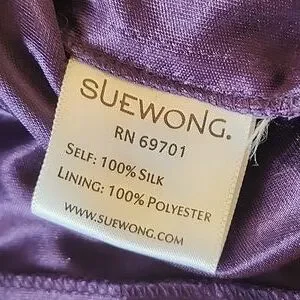 SUEWONG.
RN 69701
SELF: 100% SILK
LINING: 100% POLYESTER
WWW.SUEWONG.COM